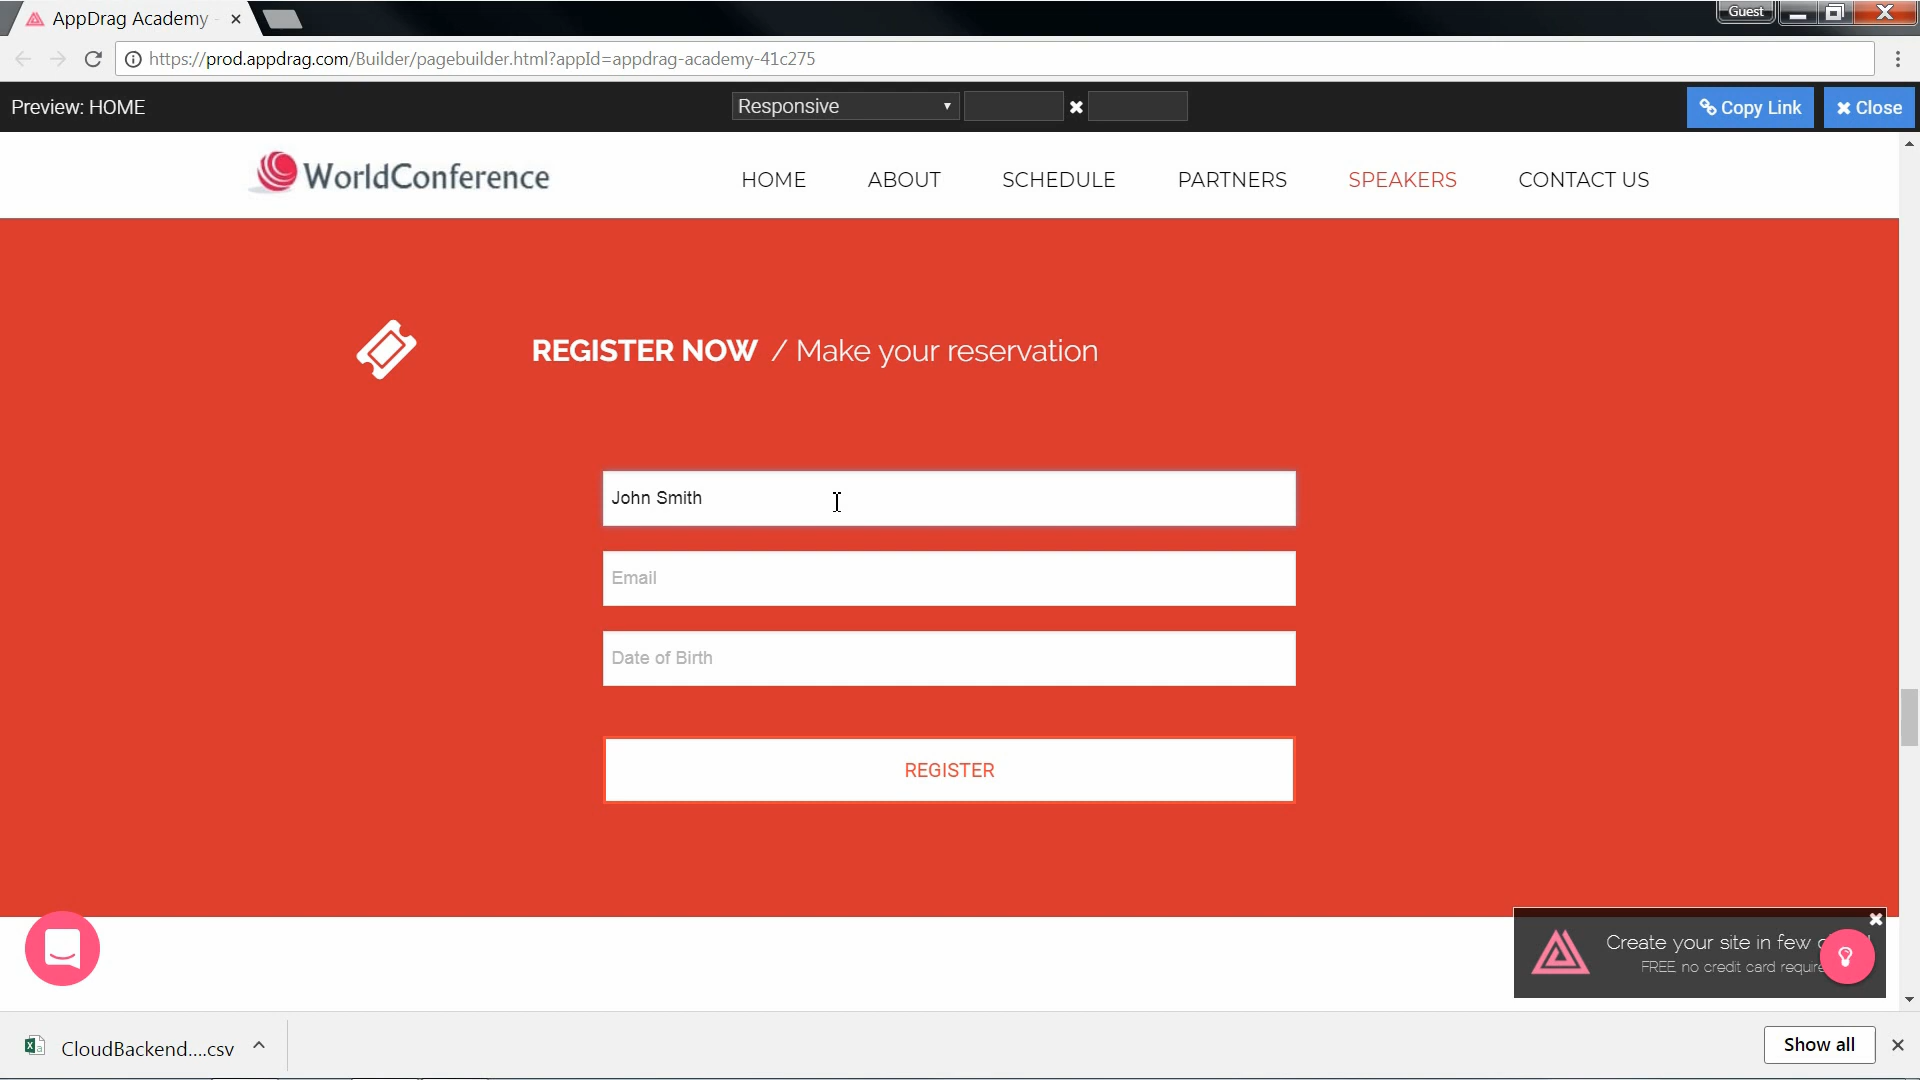 AppDrag Academy
Guest
https://prod.appdrag.com/Builder/pagebuilder.html?appId=appdrag-academy-41c275
Preview: HOME
Responsive
Copy Link
Close
WorldConference
HOME
ABOUT
SCHEDULE
PARTNERS
SPEAKERS
CONTACT US
REGISTER NOW / Make your reservation
John Smith
Email
Date of Birth
REGISTER
Create your site in few
FREE no credit card
CloudBackend....csv
Show all